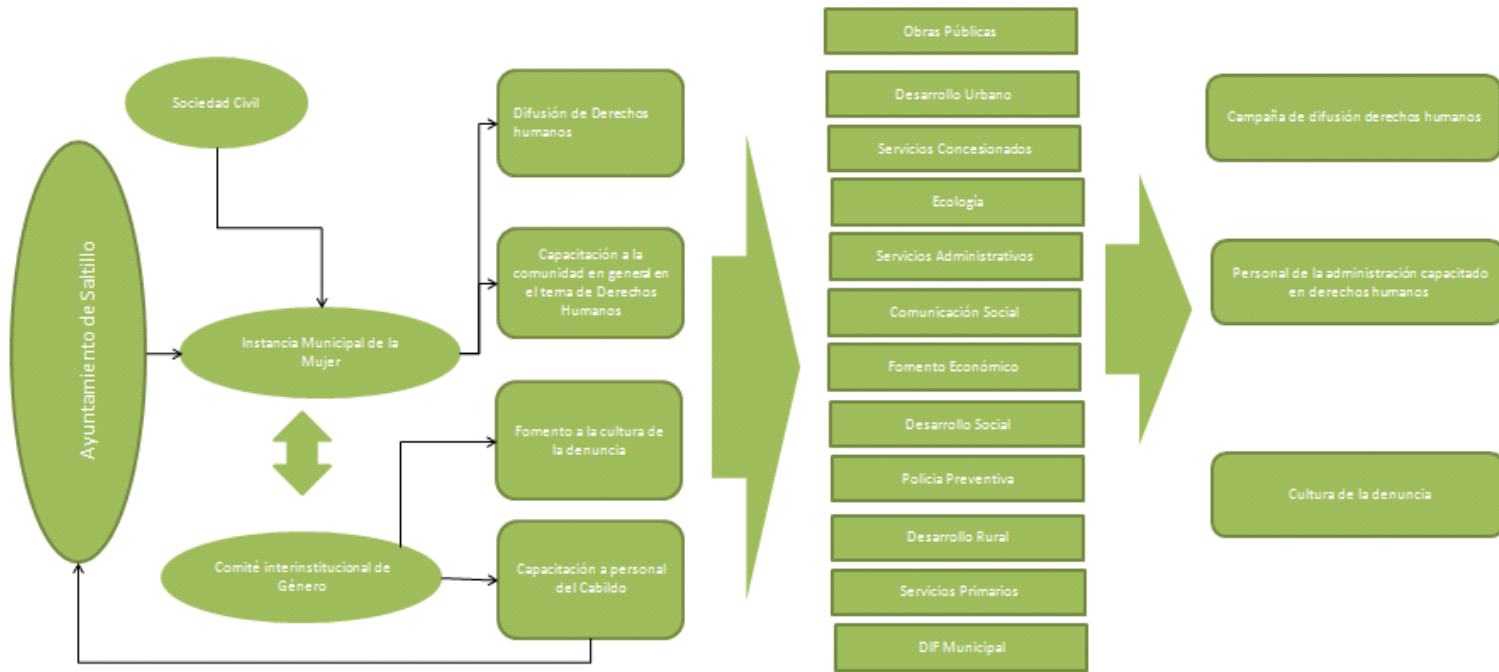 Ayuntamiento de Saltillo
Sociedad Civil
Instancia Municipal de la
Mujer
Comité interinstitucional de
Género
Difusión de Derechos
humanos
Capacitación a la
comunidad en general en
el tema de Derechos
Humanos
Fomento a la cultura de
la denuncia
Capacitación a personal
del Cabildo
Obras Públicas
Desarrollo Urbano
Servicios Concesionados
Ecología
Servicios Administrativos
Comunicación Social
Fomento Económico
Desarrollo Social
Policia Preventiva
Desarrollo Rural
Servicios Primarios
DIF Municipal
Campaña de difusión derechos humanos
Personal de la administración capacitado
en derechos humanos
Cultura de la denuncia